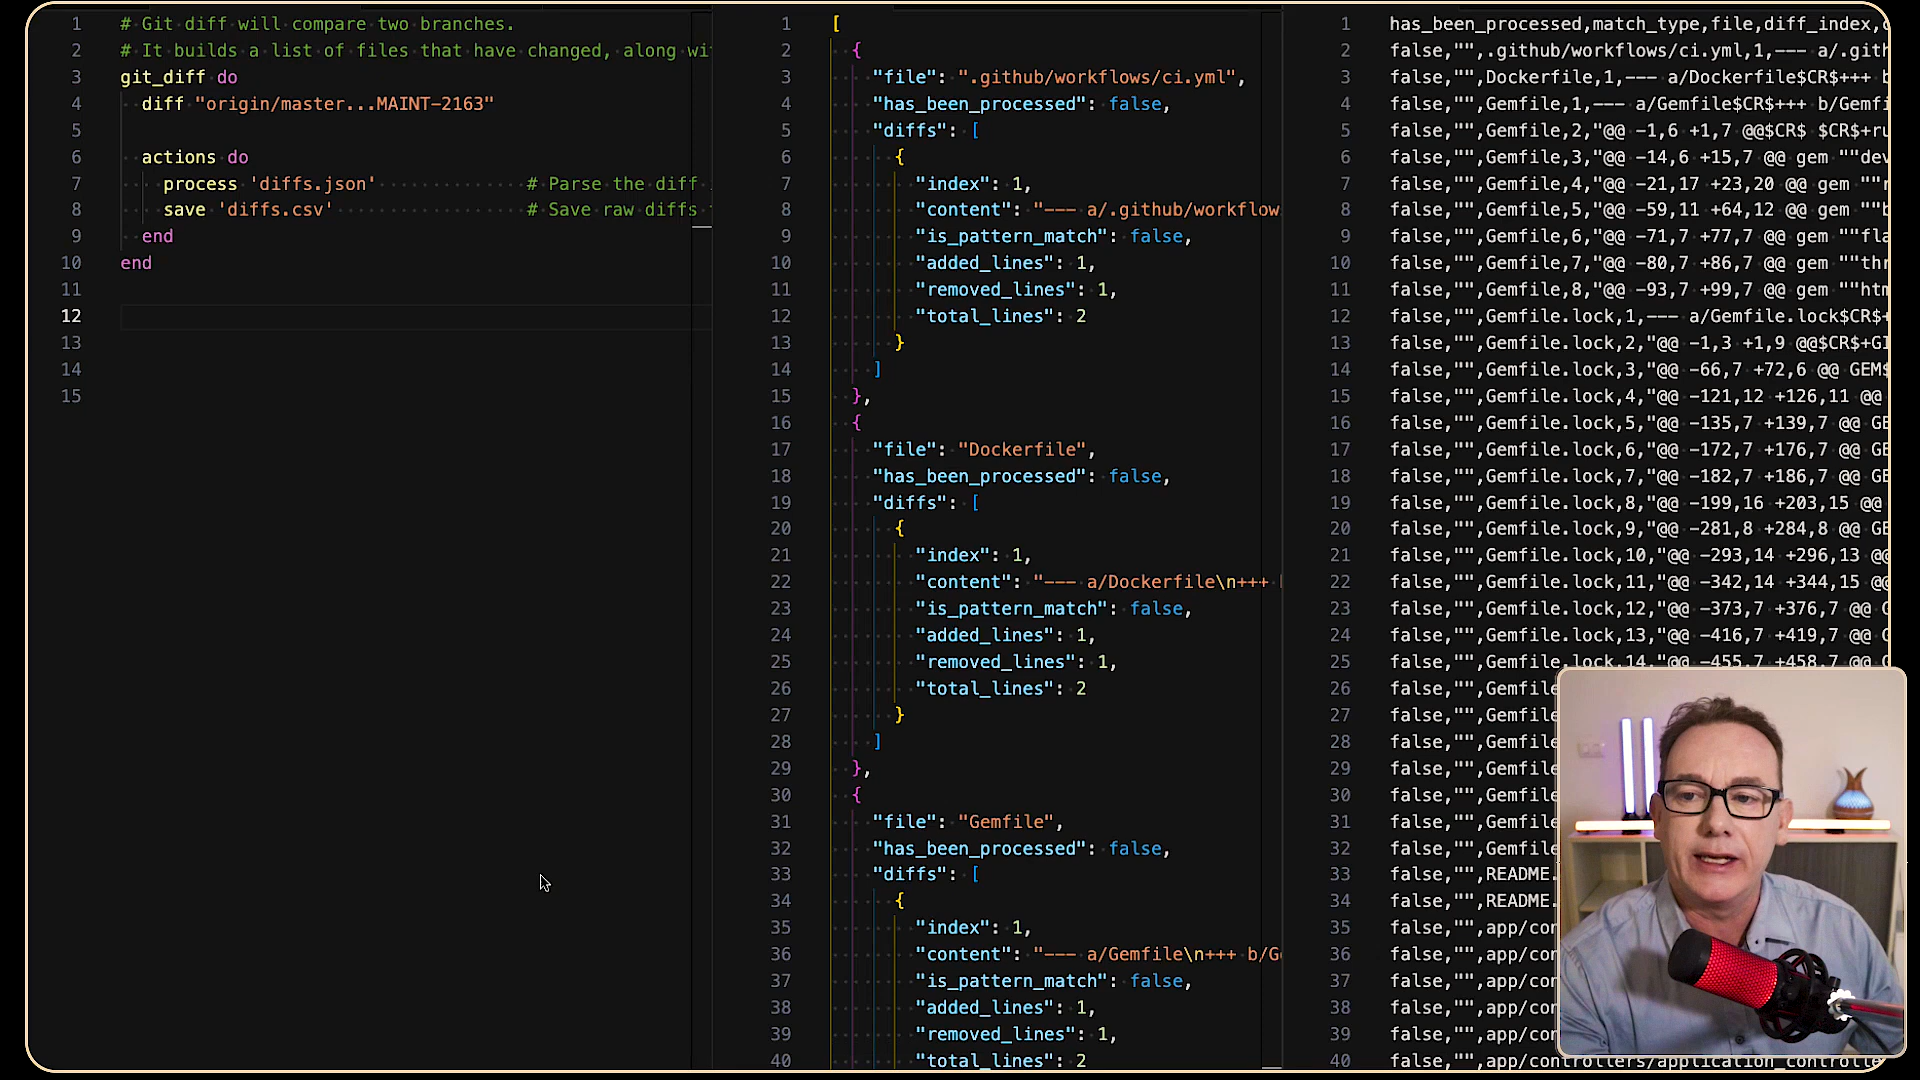 1 # Git diff will compare two branches.
2 # It builds a list of files that have changed, along wi
3 git_diff do
4 diff "origin/master...MAINT-2163"
5
6 actions do
7 process 'diffs.json' # Parse the diff
8 save 'diffs.csv' # Save raw diffs
9 end
10 end
11
12
13
14
15
1 [
2 {
3 "file": ".github/workflows/ci.yml",
4 "has_been_processed": false,
5 "diffs": [
6 {
7 "index": 1,
8 "content": "--- a/.github/workflow
9 "is_pattern_match": false,
10 "added_lines": 1,
11 "removed_lines": 1,
12 "total_lines": 2
13 }
14 ]
15 },
16 {
17 "file": "Dockerfile",
18 "has_been_processed": false,
19 "diffs": [
20 {
21 "index": 1,
22 "content": "--- a/Dockerfile\n+++
23 "is_pattern_match": false,
24 "added_lines": 1,
25 "removed_lines": 1,
26 "total_lines": 2
27 }
28 ]
29 },
30 {
31 "file": "Gemfile",
32 "has_been_processed": false,
33 "diffs": [
34 {
35 "index": 1,
36 "content": "--- a/Gemfile\n+++ b/G
37 "is_pattern_match": false,
38 "added_lines": 1,
39 "removed_lines": 1,
40 "total_lines": 2
1 has_been_processed,match_type,file,diff_index,
2 false,"",.github/workflows/ci.yml,1,--- a/.gith
3 false,"",Dockerfile,1,--- a/Dockerfile$CR$+++ b
4 false,"",Gemfile,1,--- a/Gemfile$CR$+++ b/Gemfi
5 false,"",Gemfile,2,"@@ -1,6 +1,7 @@$CR$ $CR$+ru
6 false,"",Gemfile,3,"@@ -14,6 +15,7 @@ gem ""dev
7 false,"",Gemfile,4,"@@ -21,17 +23,20 @@ gem ""r
8 false,"",Gemfile,5,"@@ -59,11 +64,12 @@ gem ""b
9 false,"",Gemfile,6,"@@ -71,7 +77,7 @@ gem ""fla
10 false,"",Gemfile,7,"@@ -80,7 +86,7 @@ gem ""thr
11 false,"",Gemfile,8,"@@ -93,7 +99,7 @@ gem ""htm
12 false,"",Gemfile.lock,1,--- a/Gemfile.lock$CR$+
13 false,"",Gemfile.lock,2,"@@ -1,3 +1,9 @@$CR$+GI
14 false,"",Gemfile.lock,3,"@@ -66,7 +72,6 @@ GEM$
15 false,"",Gemfile.lock,4,"@@ -121,12 +126,11 @@
16 false,"",Gemfile.lock,5,"@@ -135,7 +139,7 @@ GE
17 false,"",Gemfile.lock,6,"@@ -172,7 +176,7 @@ GE
18 false,"",Gemfile.lock,7,"@@ -182,7 +186,7 @@ GE
19 false,"",Gemfile.lock,8,"@@ -199,16 +203,15 @@
20 false,"",Gemfile.lock,9,"@@ -281,8 +284,8 @@ GE
21 false,"",Gemfile.lock,10,"@@ -293,14 +296,13 @@
22 false,"",Gemfile.lock,11,"@@ -342,14 +344,15 @@
23 false,"",Gemfile.lock,12,"@@ -373,7 +376,7 @@ G
24 false,"",Gemfile.lock,13,"@@ -416,7 +419,7 @@ G
25 false,"",Gemfile.lock,14,"@@ -455,7 +458,7 @@ G
26 false,"",Gemfile
27 false,"",Gemfile
28 false,"",Gemfile
29 false,"",Gemfile
30 false,"",Gemfile
31 false,"",Gemfile
32 false,"",Gemfile
33 false,"",README.
34 false,"",README.
35 false,"",app/con
36 false,"",app/con
37 false,"",app/con
38 false,"",app/con
39 false,"",app/con
40 false,"",app/controllers/application_controlle